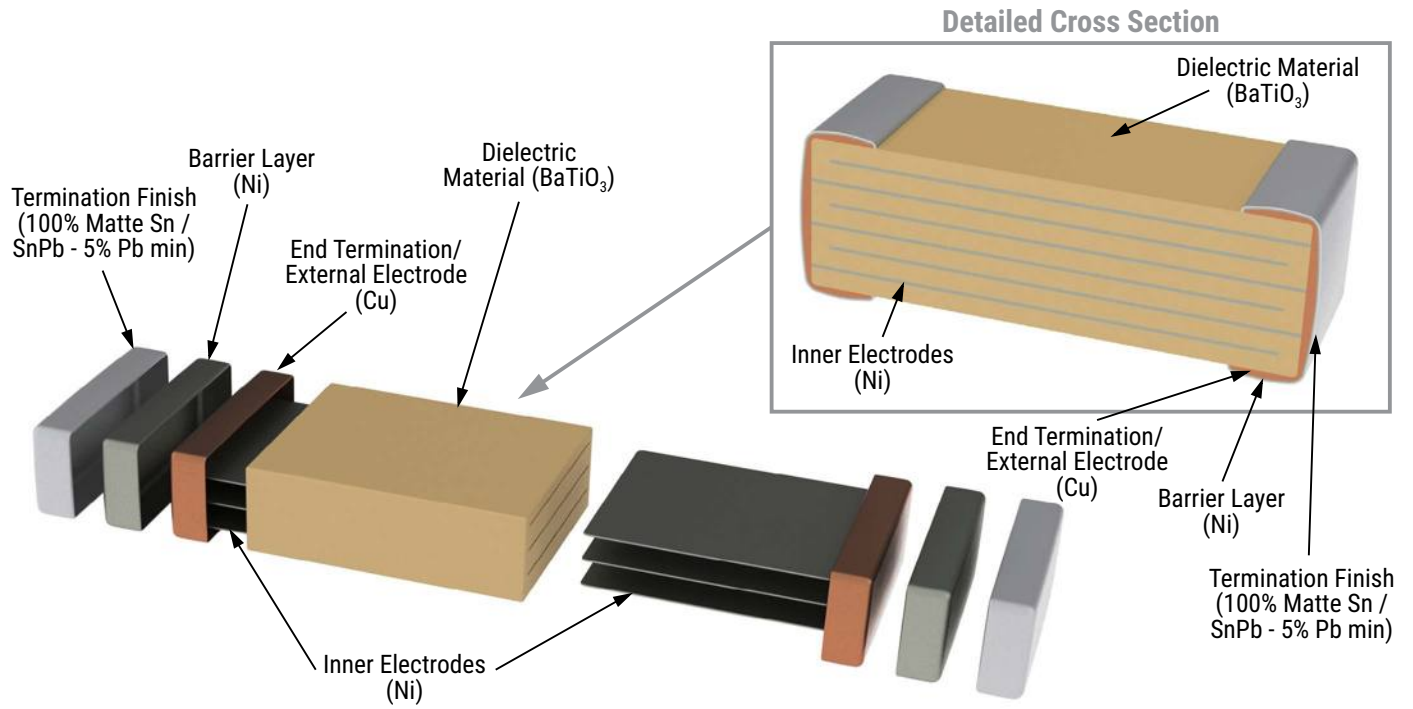 Detailed Cross Section
Dielectric Material
(BaTiO₃)
Inner Electrodes
(Ni)
End Termination/
External Electrode
(Cu)
Barrier Layer
(Ni)
Termination Finish
(100% Matte Sn /
SnPb - 5% Pb min)
Termination Finish
(100% Matte Sn /
SnPb - 5% Pb min)
Barrier Layer
(Ni)
End Termination/
External Electrode
(Cu)
Dielectric
Material (BaTiO₃)
Inner Electrodes
(Ni)